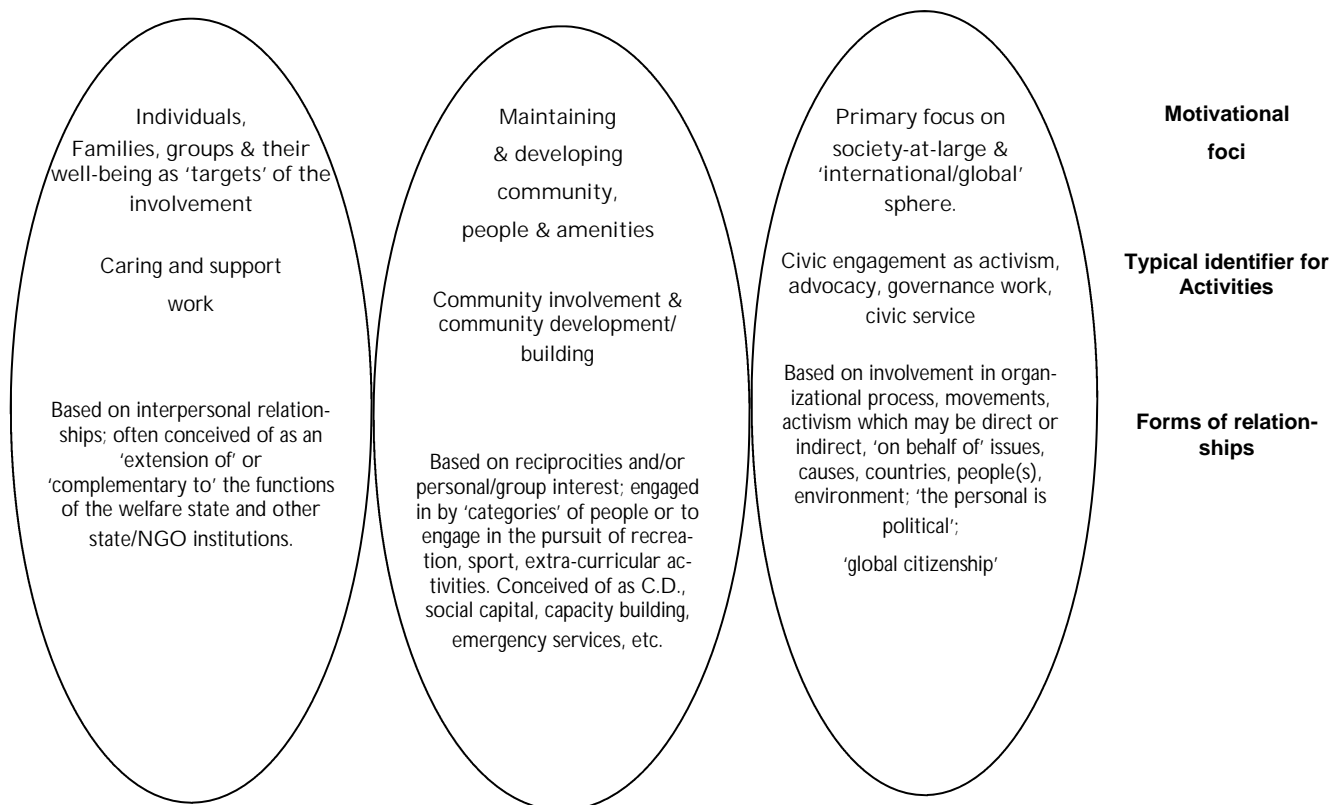 Individuals,
Families, groups & their
well-being as ‘targets’ of the
involvement
Caring and support
work
Based on interpersonal relation-
ships; often conceived of as an
‘extension of’ or
‘complementary to’ the functions
of the welfare state and other
state/NGO institutions.
Maintaining
& developing
community,
people & amenities
Community involvement &
community development/
building
Based on reciprocities and/or
personal/group interest; engaged
in by ‘categories’ of people or to
engage in the pursuit of recrea-
tion, sport, extra-curricular ac-
tivities. Conceived of as C.D.,
social capital, capacity building,
emergency services, etc.
Primary focus on
society-at-large &
‘international/global’
sphere.
Civic engagement as activism,
advocacy, governance work,
civic service
Based on involvement in organ-
izational process, movements,
activism which may be direct or
indirect, ‘on behalf of’ issues,
causes, countries, people(s),
environment; ‘the personal is
political’;
‘global citizenship’
Motivational
foci
Typical identifier for
Activities
Forms of relation-
ships